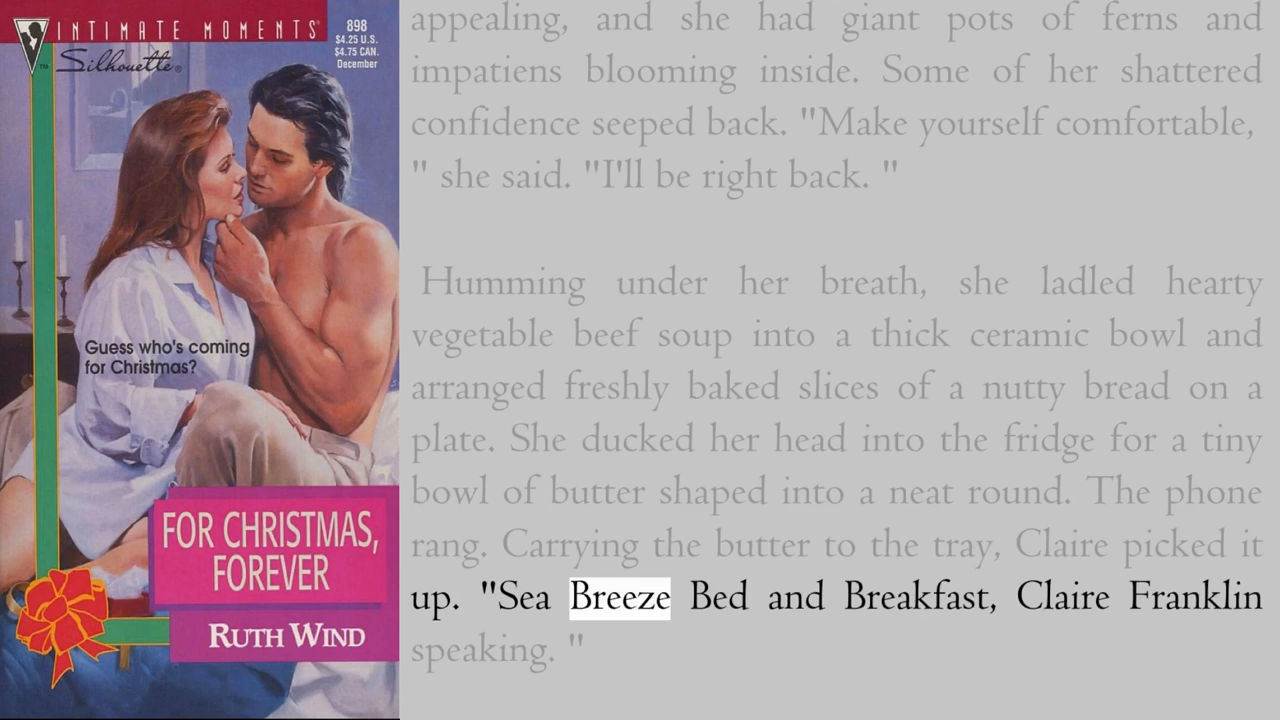 INTIMATE MOMENTS®
898
$4.25 U.S.
$4.75 CAN.
December
TM
Silhouette®
Guess who's coming
for Christmas?
FOR CHRISTMAS,
FOREVER
RUTH WIND
appealing, and she had giant pots of ferns and
impatiens blooming inside. Some of her shattered
confidence seeped back. "Make yourself comfortable,
" she said. "I'll be right back. "
Humming under her breath, she ladled hearty
vegetable beef soup into a thick ceramic bowl and
arranged freshly baked slices of a nutty bread on a
plate. She ducked her head into the fridge for a tiny
bowl of butter shaped into a neat round. The phone
rang. Carrying the butter to the tray, Claire picked it
up. "Sea Breeze Bed and Breakfast, Claire Franklin
speaking. "